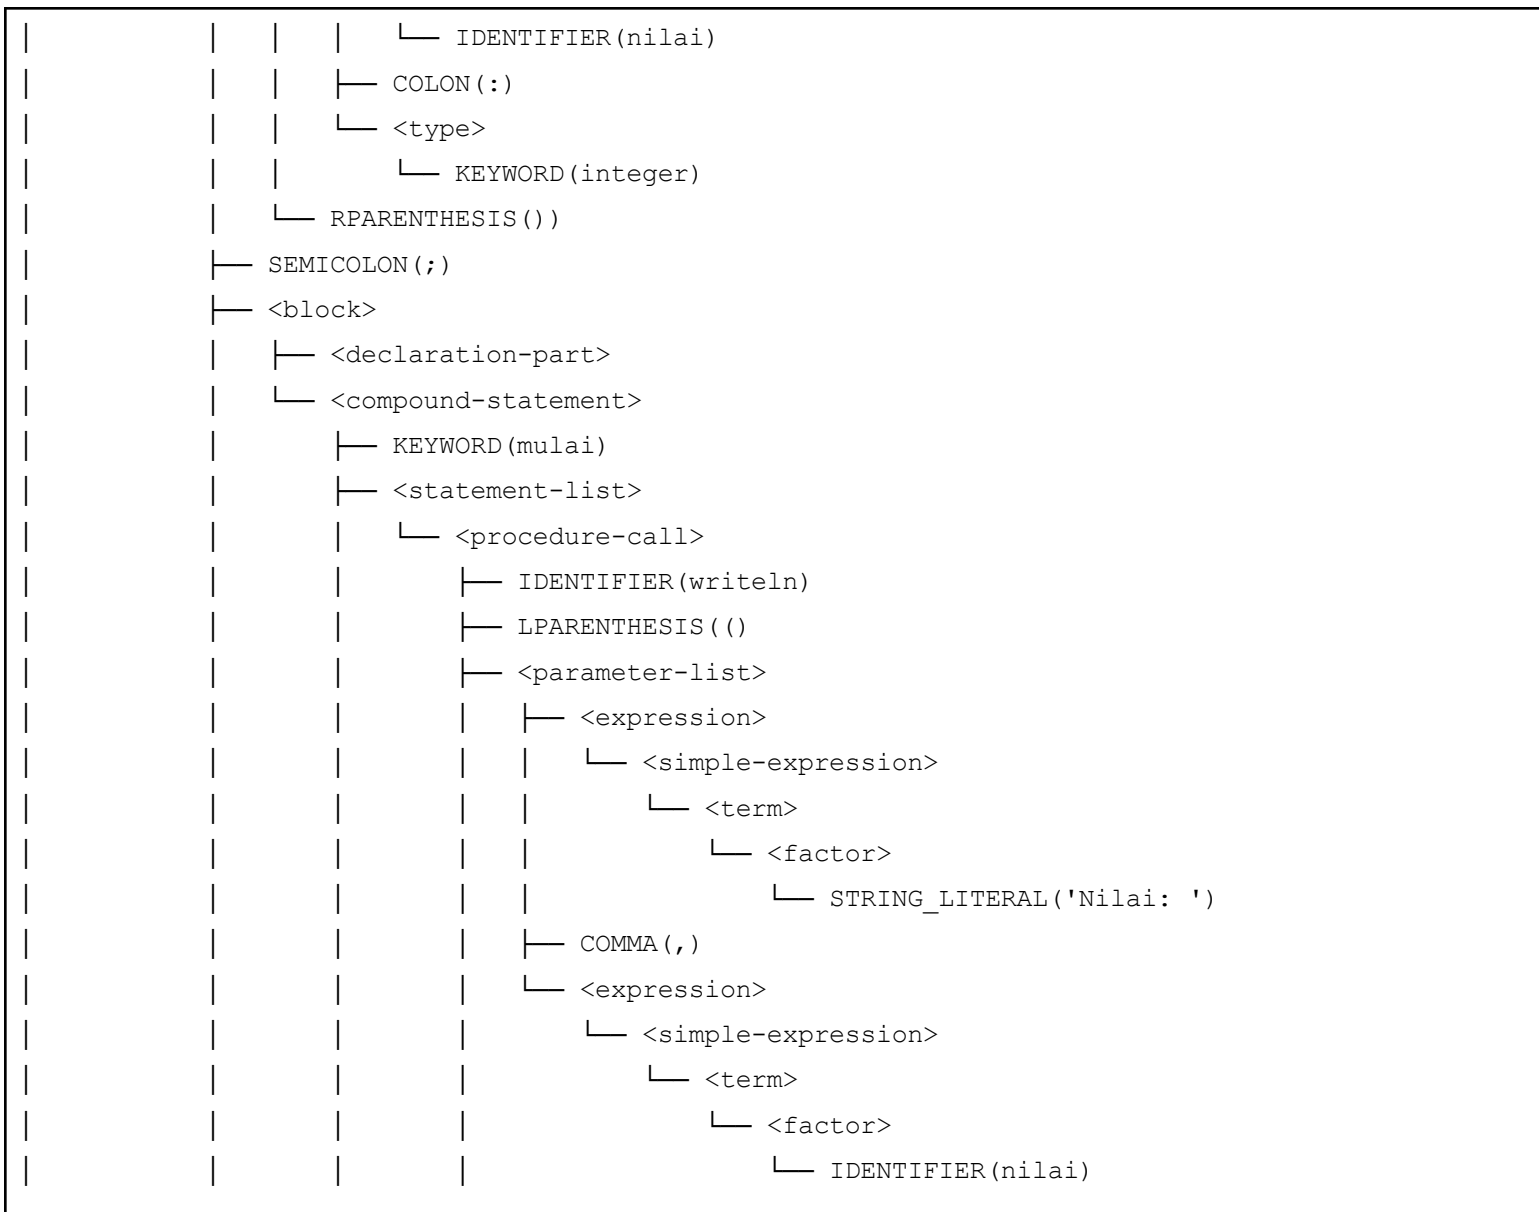 │           │   │   │   └── IDENTIFIER(nilai)
│           │   │   ├── COLON(:)
│           │   │   └── <type>
│           │   │       └── KEYWORD(integer)
│           │   └── RPARENTHESIS())
│           ├── SEMICOLON(;)
│           ├── <block>
│           │   ├── <declaration-part>
│           │   └── <compound-statement>
│           │       ├── KEYWORD(mulai)
│           │       ├── <statement-list>
│           │       │   └── <procedure-call>
│           │       │       ├── IDENTIFIER(writeln)
│           │       │       ├── LPARENTHESIS(()
│           │       │       ├── <parameter-list>
│           │       │       │   ├── <expression>
│           │       │       │   │   └── <simple-expression>
│           │       │       │   │       └── <term>
│           │       │       │   │           └── <factor>
│           │       │       │   │               └── STRING_LITERAL('Nilai: ')
│           │       │       │   ├── COMMA(,)
│           │       │       │   └── <expression>
│           │       │       │       └── <simple-expression>
│           │       │       │           └── <term>
│           │       │       │               └── <factor>
│           │       │       │                   └── IDENTIFIER(nilai)